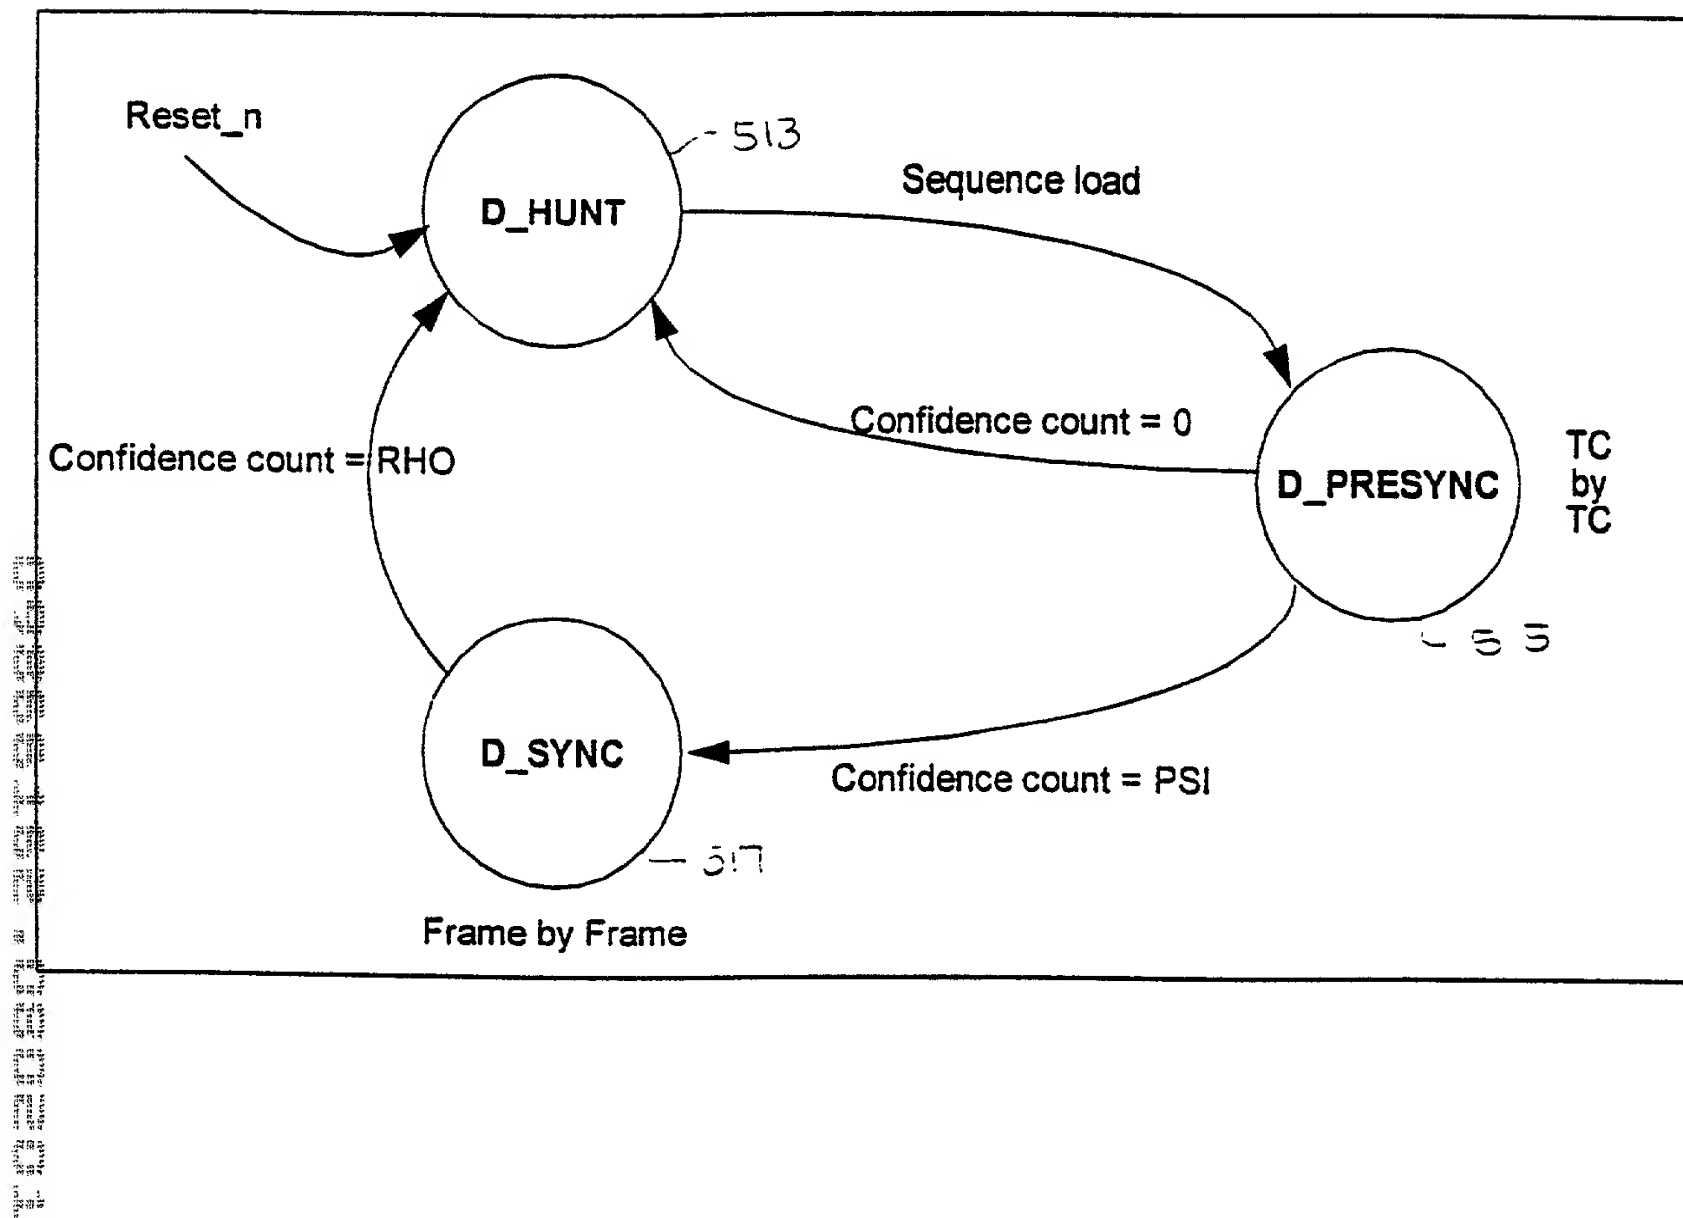 Reset_n
513
D_HUNT
Sequence load
Confidence count = 0
Confidence count = RHO
D_PRESYNC
TC
by
TC
D_SYNC
Confidence count = PSI
517
Frame by Frame